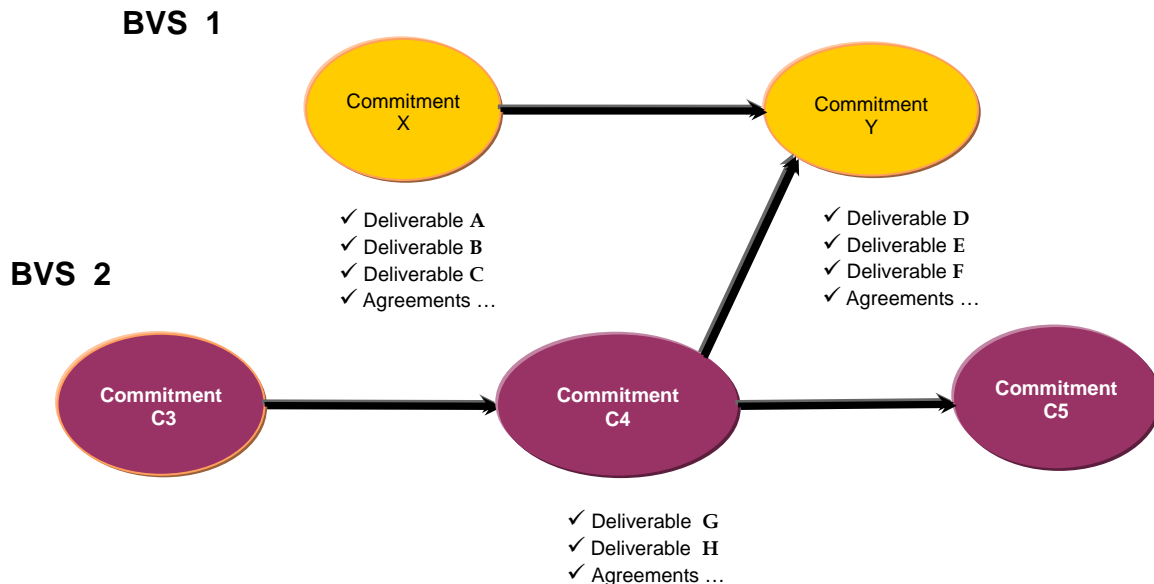 BVS 1
Commitment
X
Commitment
Y
✓ Deliverable A
✓ Deliverable B
✓ Deliverable C
✓ Agreements …
✓ Deliverable D
✓ Deliverable E
✓ Deliverable F
✓ Agreements …
BVS 2
Commitment
C3
Commitment
C4
Commitment
C5
✓ Deliverable G
✓ Deliverable H
✓ Agreements …